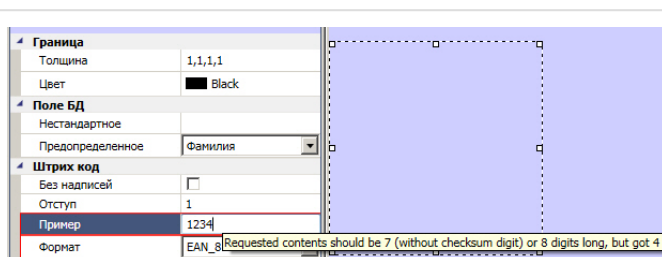 Граница
Толщина 1,1,1,1
Цвет Black
Поле БД
Нестандартное
Предопределенное Фамилия
Штрих код
Без надписей
Отступ 1
Пример 1234
Requested contents should be 7 (without checksum digit) or 8 digits long, but got 4
Формат EAN_8